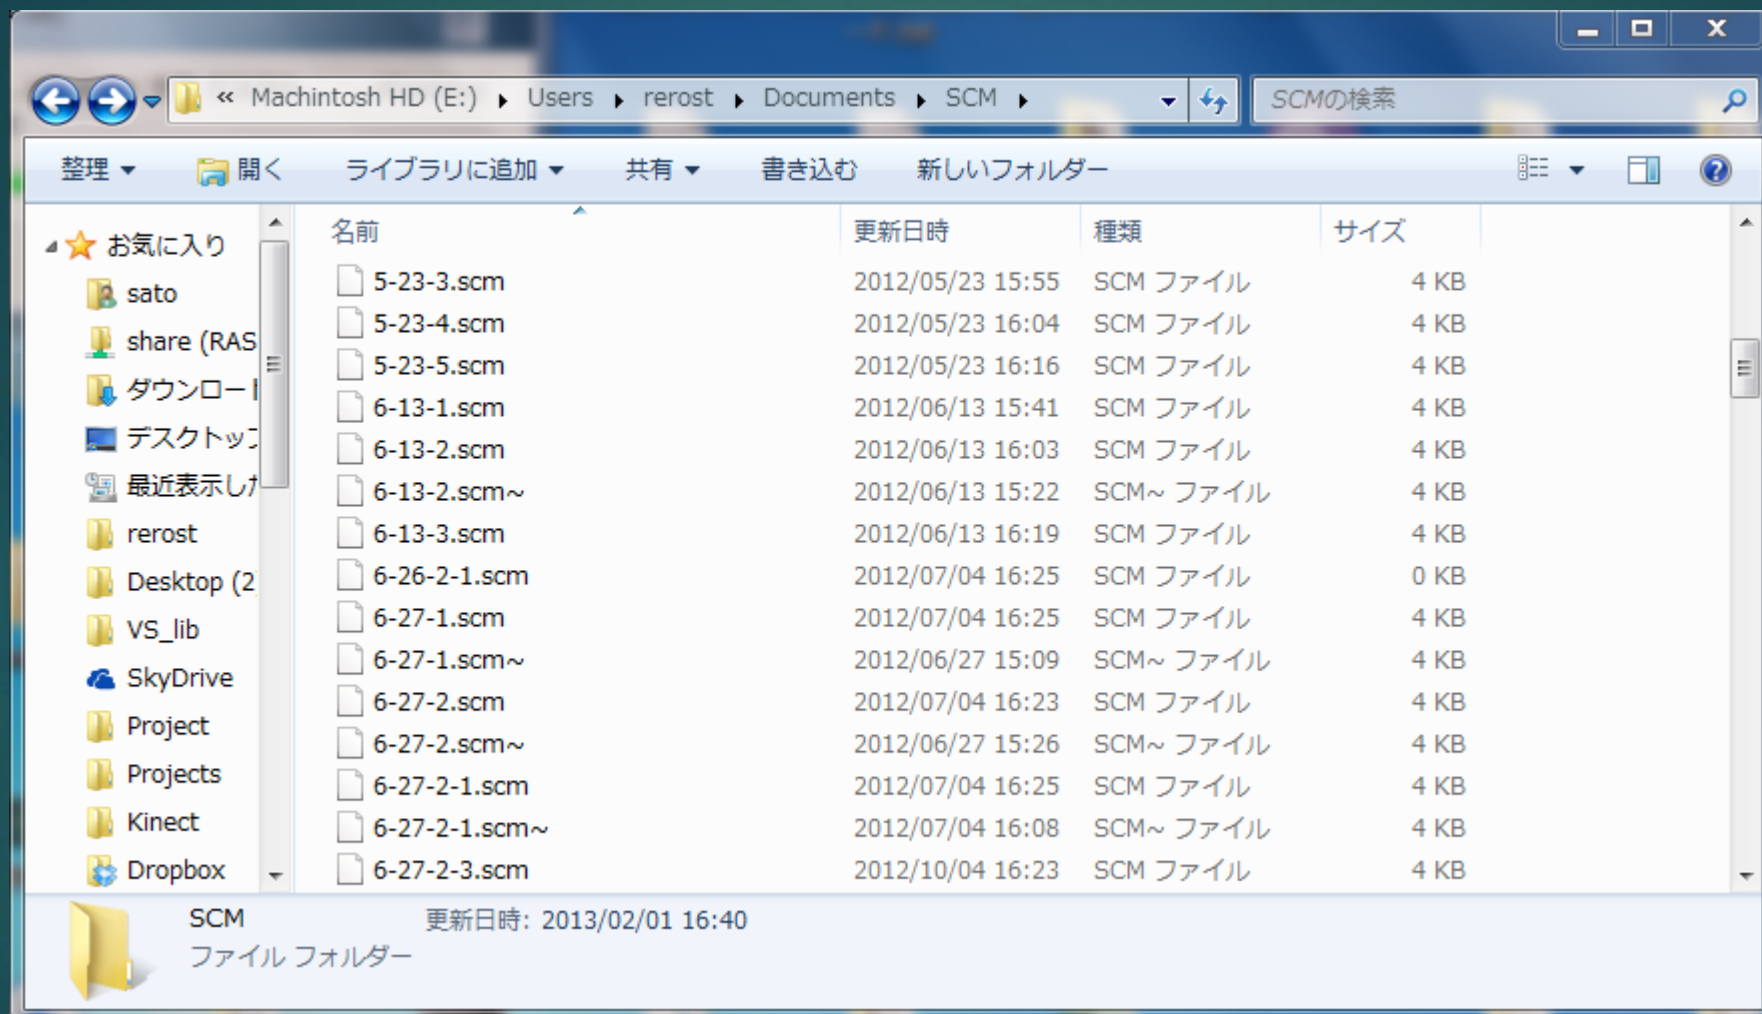 « Machintosh HD (E:) ▸ Users ▸ rerost ▸ Documents ▸ SCM ▸ SCMの検索
整理 開く ライブラリに追加 共有 書き込む 新しいフォルダー
お気に入り
sato
share (RAS
ダウンロード
デスクトップ
最近表示した
rerost
Desktop (2
VS_lib
SkyDrive
Project
Projects
Kinect
Dropbox
名前 更新日時 種類 サイズ
5-23-3.scm 2012/05/23 15:55 SCM ファイル 4 KB
5-23-4.scm 2012/05/23 16:04 SCM ファイル 4 KB
5-23-5.scm 2012/05/23 16:16 SCM ファイル 4 KB
6-13-1.scm 2012/06/13 15:41 SCM ファイル 4 KB
6-13-2.scm 2012/06/13 16:03 SCM ファイル 4 KB
6-13-2.scm~ 2012/06/13 15:22 SCM~ ファイル 4 KB
6-13-3.scm 2012/06/13 16:19 SCM ファイル 4 KB
6-26-2-1.scm 2012/07/04 16:25 SCM ファイル 0 KB
6-27-1.scm 2012/07/04 16:25 SCM ファイル 4 KB
6-27-1.scm~ 2012/06/27 15:09 SCM~ ファイル 4 KB
6-27-2.scm 2012/07/04 16:23 SCM ファイル 4 KB
6-27-2.scm~ 2012/06/27 15:26 SCM~ ファイル 4 KB
6-27-2-1.scm 2012/07/04 16:25 SCM ファイル 4 KB
6-27-2-1.scm~ 2012/07/04 16:08 SCM~ ファイル 4 KB
6-27-2-3.scm 2012/10/04 16:23 SCM ファイル 4 KB
SCM 更新日時: 2013/02/01 16:40
ファイル フォルダー